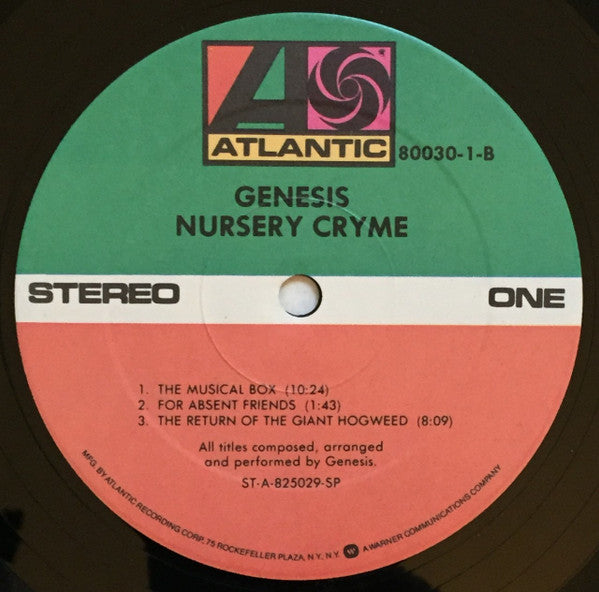 ATLANTIC
80030-1-B
GENESIS
NURSERY CRYME
STEREO
ONE
1. THE MUSICAL BOX (10:24)
2. FOR ABSENT FRIENDS (1:43)
3. THE RETURN OF THE GIANT HOGWEED (8:09)
All titles composed, arranged
and performed by Genesis.
ST-A-825029-SP
MFG. BY ATLANTIC RECORDING CORP. 75 ROCKEFELLER PLAZA, N.Y. N.Y. W A WARNER COMMUNICATIONS COMPANY